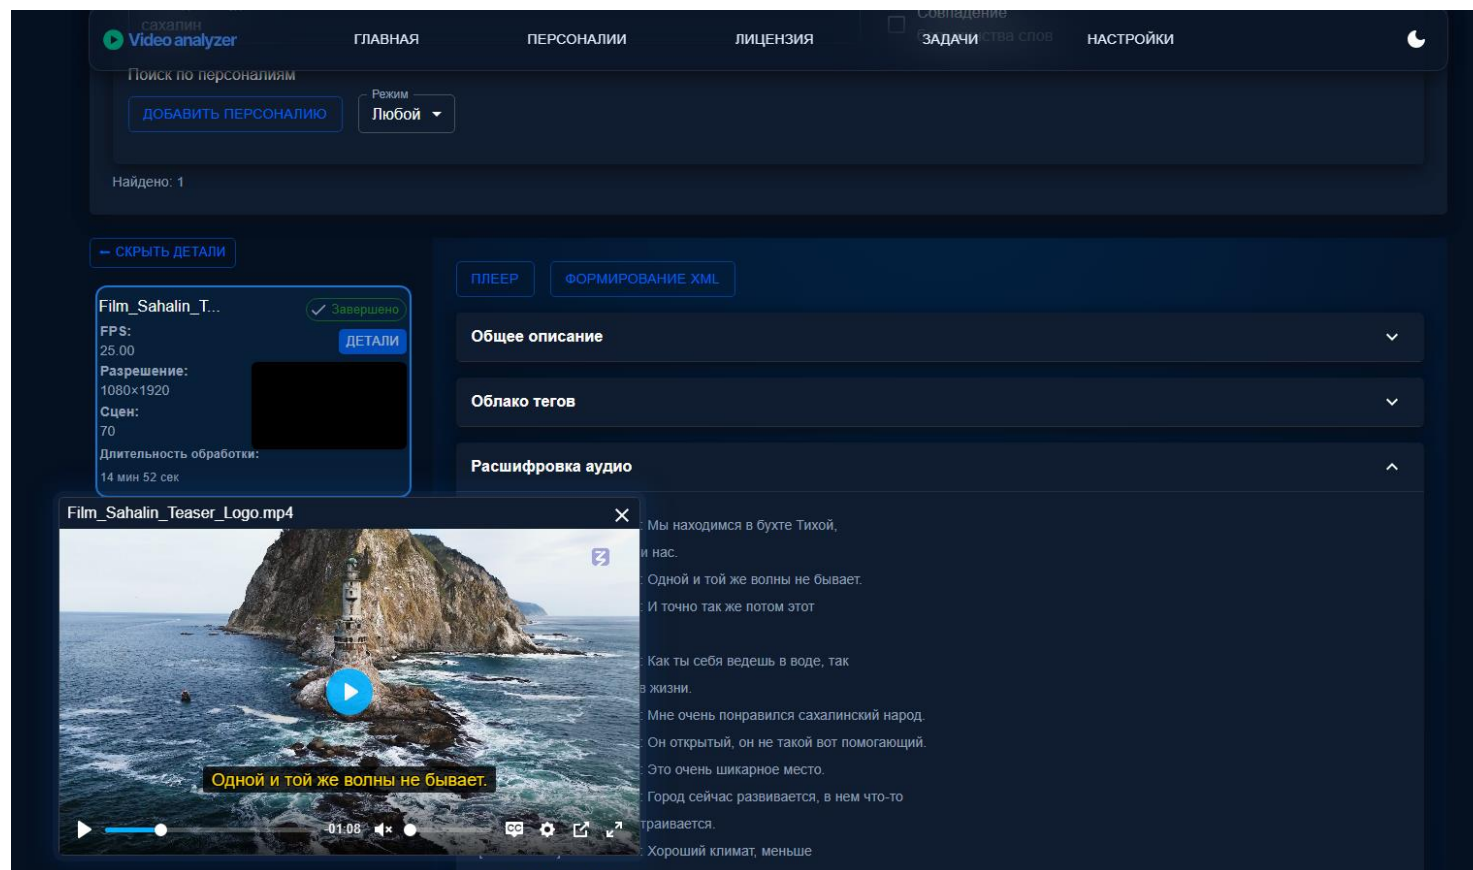 сахалин
Совпадение
Video analyzer
ГЛАВНАЯ
ПЕРСОНАЛИИ
ЛИЦЕНЗИЯ
ЗАДАЧИ
ства слов
НАСТРОЙКИ
Поиск по персоналиям
ДОБАВИТЬ ПЕРСОНАЛИЮ
Режим
Любой
Найдено: 1
← СКРЫТЬ ДЕТАЛИ
ПЛЕЕР
ФОРМИРОВАНИЕ XML
Film_Sahalin_T...
Завершено
FPS:
25.00
ДЕТАЛИ
Разрешение:
1080×1920
Сцен:
70
Длительность обработки:
14 мин 52 сек
Общее описание
Облако тегов
Расшифровка аудио
Film_Sahalin_Teaser_Logo.mp4
Одной и той же волны не бывает.
-01:08
CC
: Мы находимся в бухте Тихой,
и нас.
: Одной и той же волны не бывает.
: И точно так же потом этот
: Как ты себя ведешь в воде, так
в жизни.
: Мне очень понравился сахалинский народ.
: Он открытый, он не такой вот помогающий.
: Это очень шикарное место.
: Город сейчас развивается, в нем что-то
траивается.
: Хороший климат, меньше